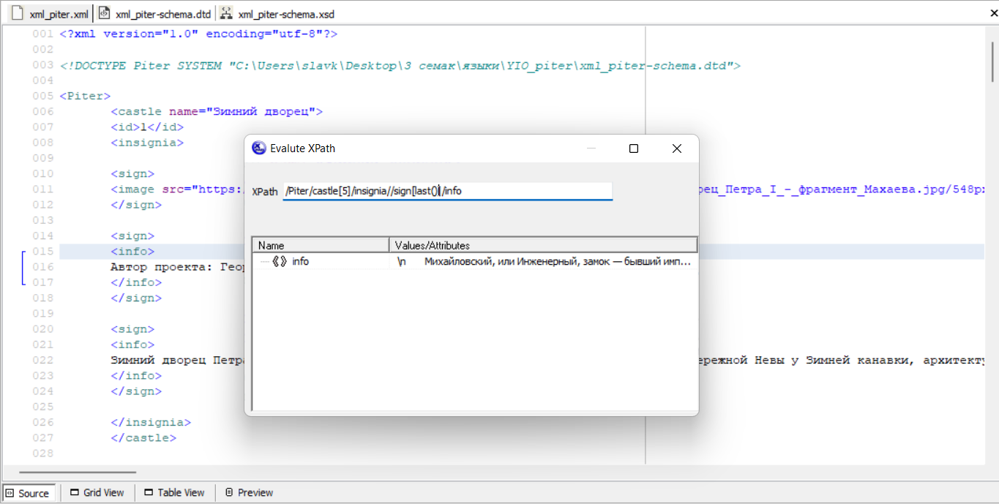 xml_piter.xml xml_piter-schema.dtd xml_piter-schema.xsd
001 <?xml version="1.0" encoding="utf-8"?>
002
003 <!DOCTYPE Piter SYSTEM "C:\Users\slavk\Desktop\3 семак\языки\YIO_piter\xml_piter-schema.dtd">
004
005 <Piter>
006 <castle name="Зимний дворец">
007 <id>1</id>
008 <insignia>
009
010 <sign>
011 <image src="https: рец_Петра_I_-_фрагмент_Махаева.jpg/548px
012 </sign>
013
014 <sign>
015 <info>
016 Автор проекта: Геор
017 </info>
018 </sign>
019
020 <sign>
021 <info>
022 Зимний дворец Петра ережной Невы у Зимней канавки, архитекту
023 </info>
024 </sign>
025
026 </insignia>
027 </castle>
028
Evalute XPath
XPath /Piter/castle[5]/insignia//sign[last()]/info
Name Values/Attributes
info \n Михайловский, или Инженерный, замок — бывший имп...
Source Grid View Table View Preview